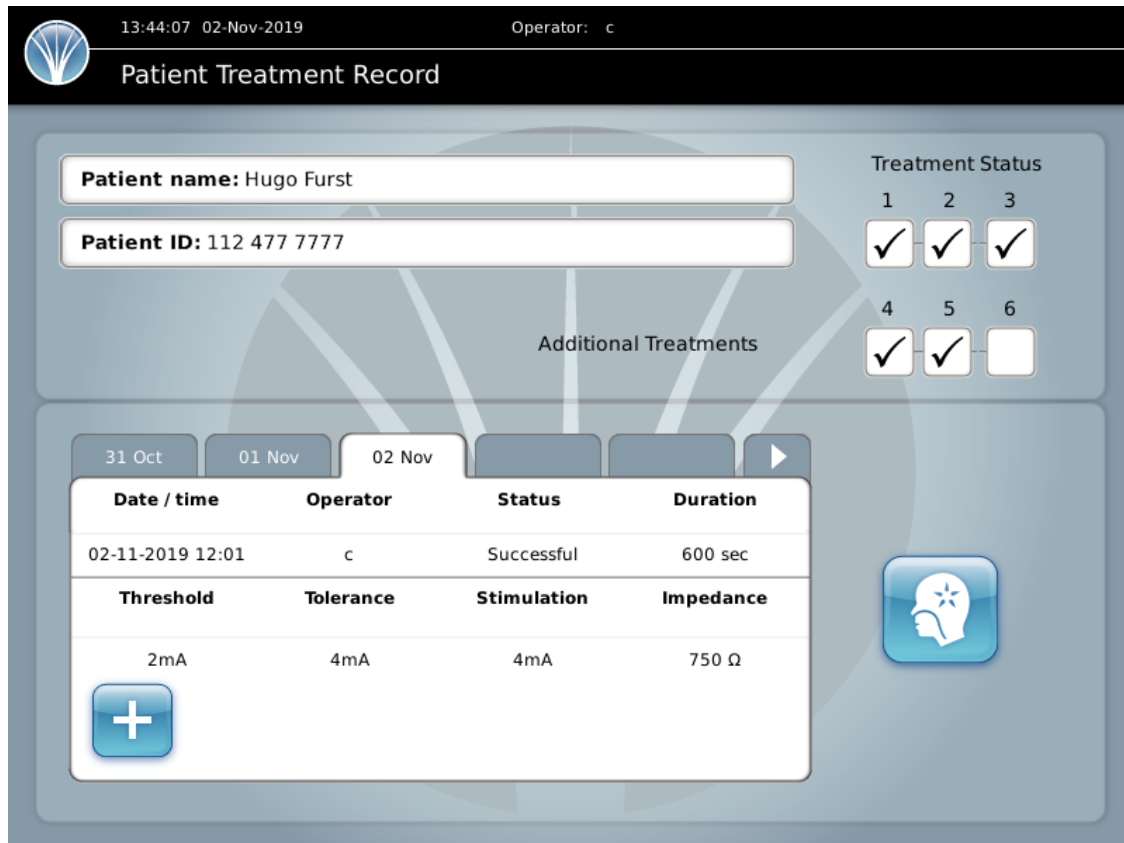 13:44:07 02-Nov-2019 Operator: c
Patient Treatment Record
Patient name: Hugo Furst
Patient ID: 112 477 7777
Treatment Status
1 2 3
4 5 6
Additional Treatments
31 Oct 01 Nov 02 Nov
Date / time Operator Status Duration
02-11-2019 12:01 c Successful 600 sec
Threshold Tolerance Stimulation Impedance
2mA 4mA 4mA 750 Ω